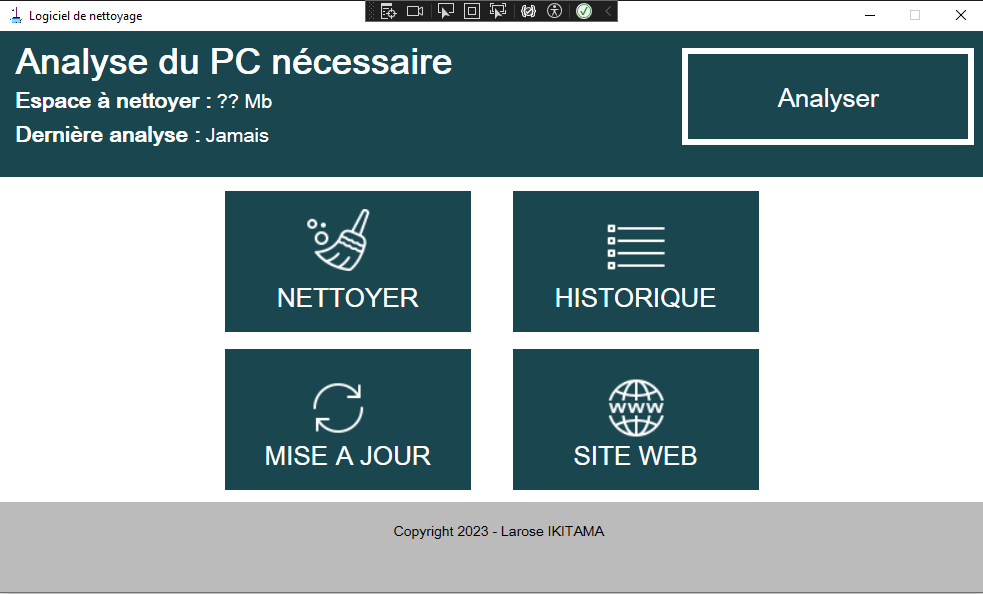 Logiciel de nettoyage
Analyse du PC nécessaire
Espace à nettoyer : ?? Mb
Dernière analyse : Jamais
Analyser
NETTOYER
HISTORIQUE
MISE A JOUR
WWW
SITE WEB
Copyright 2023 - Larose IKITAMA